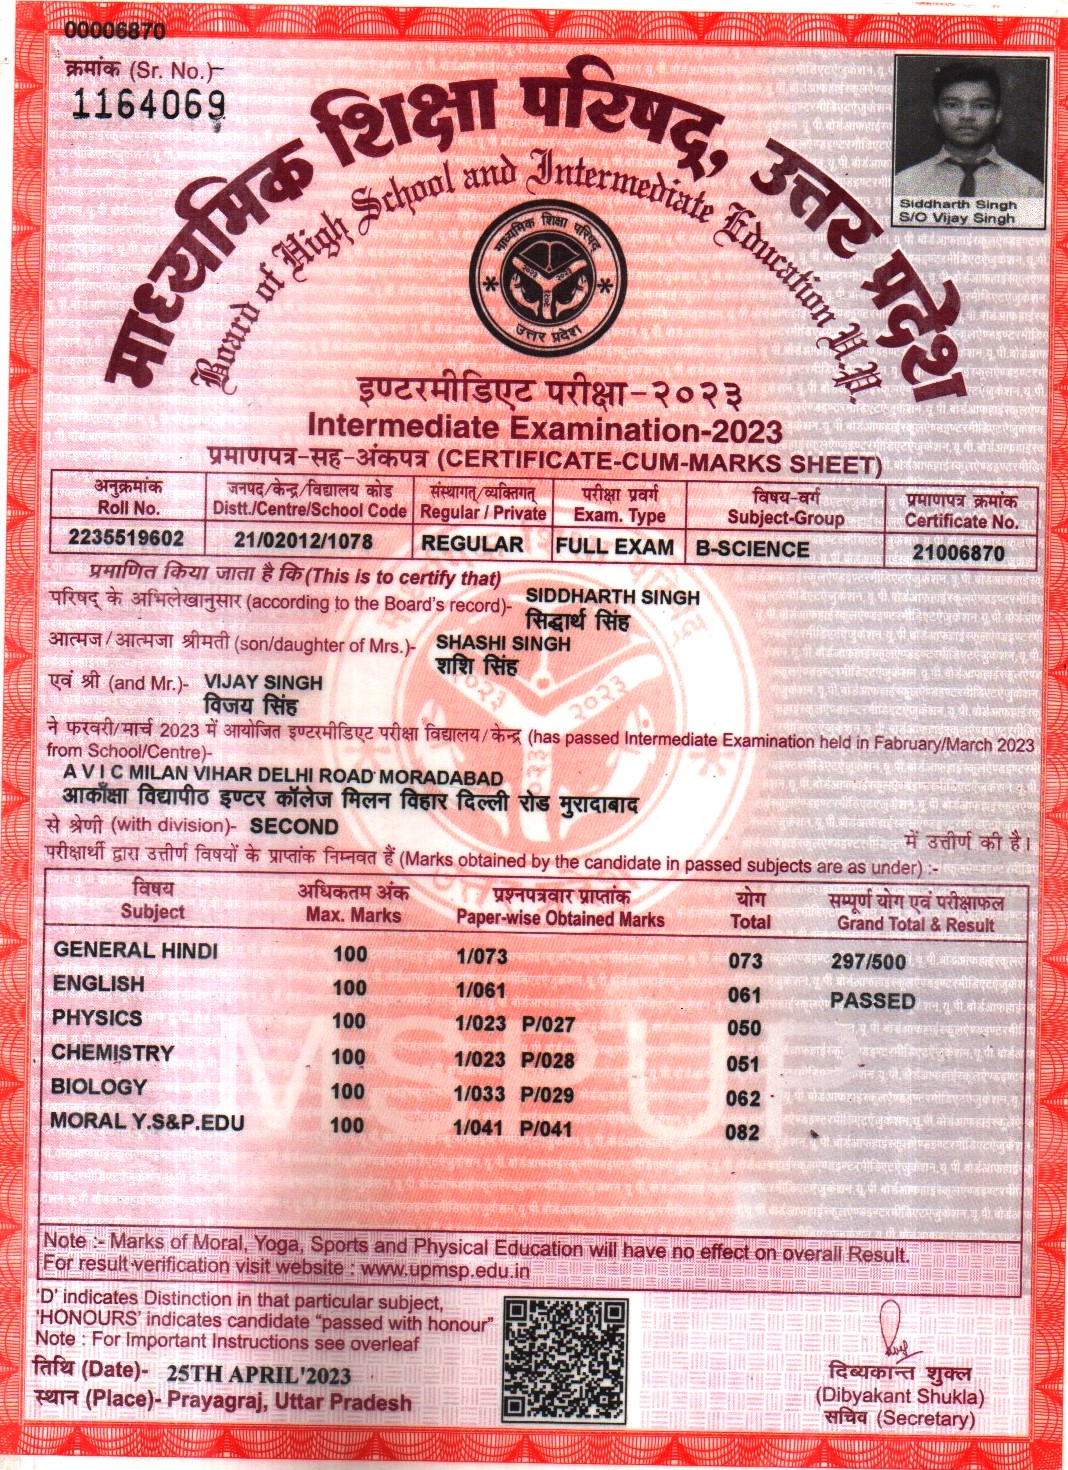 00006870
क्रमांक (Sr. No.)-
1164069
माध्यमिक शिक्षा परिषद्, उत्तर प्रदेश
Board of High School and Intermediate Education U.P.
Siddharth Singh
S/O Vijay Singh
माध्यमिक शिक्षा परिषद्
२०२३ २०२३
२०२३
उत्तर प्रदेश
इण्टरमीडिएट परीक्षा-२०२३
Intermediate Examination-2023
प्रमाणपत्र-सह-अंकपत्र (CERTIFICATE-CUM-MARKS SHEET)
अनुक्रमांक जनपद/केन्द्र/विद्यालय कोड संस्थागत्/व्यक्तिगत् परीक्षा प्रवर्ग विषय-वर्ग प्रमाणपत्र क्रमांक
Roll No. Distt./Centre/School Code Regular / Private Exam. Type Subject-Group Certificate No.
2235519602 21/02012/1078 REGULAR FULL EXAM B-SCIENCE 21006870
प्रमाणित किया जाता है कि (This is to certify that)
परिषद् के अभिलेखानुसार (according to the Board's record)- SIDDHARTH SINGH
सिद्धार्थ सिंह
आत्मज/आत्मजा श्रीमती (son/daughter of Mrs.)- SHASHI SINGH
शशि सिंह
एवं श्री (and Mr.)- VIJAY SINGH
विजय सिंह
ने फरवरी/मार्च 2023 में आयोजित इण्टरमीडिएट परीक्षा विद्यालय/केन्द्र (has passed Intermediate Examination held in Fabruary/March 2023
from School/Centre)-
A V I C MILAN VIHAR DELHI ROAD MORADABAD
आकाँक्षा विद्यापीठ इण्टर कॉलेज मिलन विहार दिल्ली रोड मुरादाबाद
से श्रेणी (with division)- SECOND में उत्तीर्ण की है।
परीक्षार्थी द्वारा उत्तीर्ण विषयों के प्राप्तांक निम्नवत हैं (Marks obtained by the candidate in passed subjects are as under) :-
विषय अधिकतम अंक प्रश्नपत्रवार प्राप्तांक योग सम्पूर्ण योग एवं परीक्षाफल
Subject Max. Marks Paper-wise Obtained Marks Total Grand Total & Result
GENERAL HINDI 100 1/073 073 297/500
ENGLISH 100 1/061 061 PASSED
PHYSICS 100 1/023 P/027 050
CHEMISTRY 100 1/023 P/028 051
BIOLOGY 100 1/033 P/029 062
MORAL Y.S&P.EDU 100 1/041 P/041 082
Note :- Marks of Moral, Yoga, Sports and Physical Education will have no effect on overall Result.
For result verification visit website : www.upmsp.edu.in
'D' indicates Distinction in that particular subject,
'HONOURS' indicates candidate "passed with honour"
Note : For Important Instructions see overleaf
तिथि (Date)- 25TH APRIL'2023
स्थान (Place)- Prayagraj, Uttar Pradesh
दिव्यकान्त शुक्ल
(Dibyakant Shukla)
सचिव (Secretary)